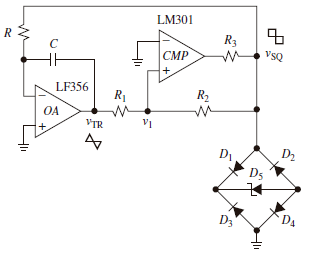 LM301
R
C
R3
CMP
−
+
vSQ
LF356
−
OA
+
R1
R2
vTR
v1
D1
D2
D5
D3
D4